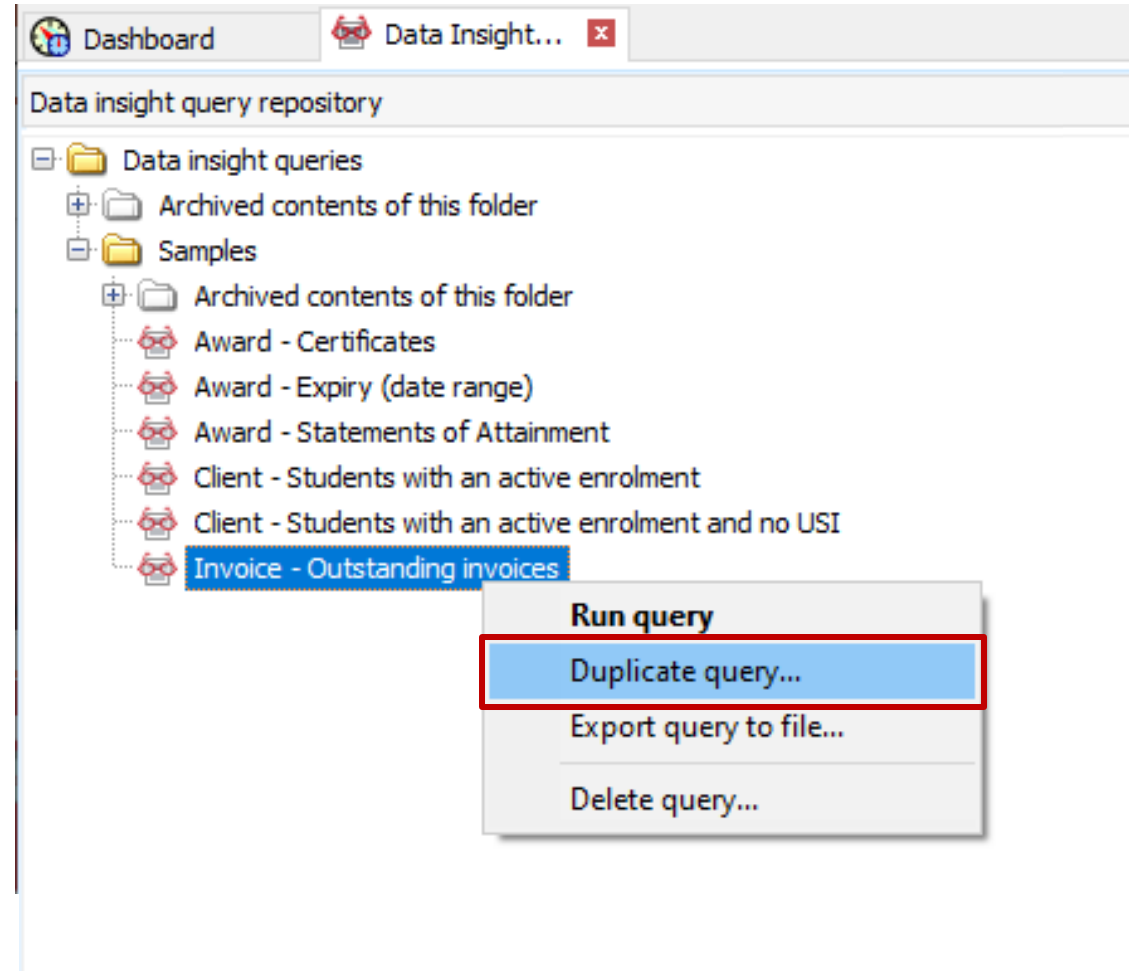 Dashboard
Data Insight...
Data insight query repository
Data insight queries
Archived contents of this folder
Samples
Archived contents of this folder
Award - Certificates
Award - Expiry (date range)
Award - Statements of Attainment
Client - Students with an active enrolment
Client - Students with an active enrolment and no USI
Invoice - Outstanding invoices
Run query
Duplicate query...
Export query to file...
Delete query...